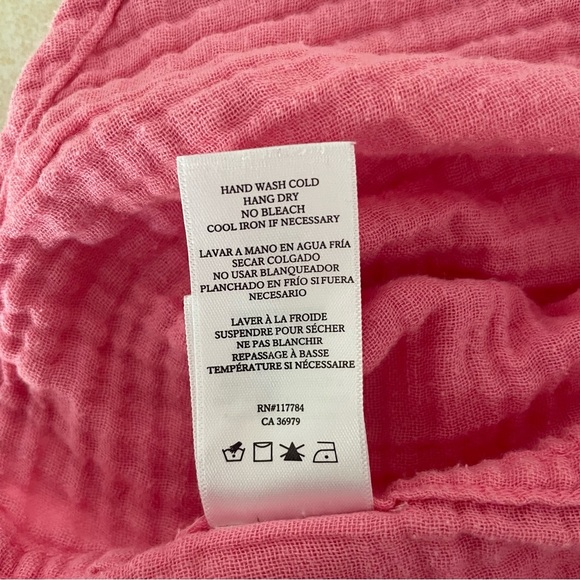 HAND WASH COLD
HANG DRY
NO BLEACH
COOL IRON IF NECESSARY
LAVAR A MANO EN AGUA FRÍA
SECAR COLGADO
NO USAR BLANQUEADOR
PLANCHADO EN FRÍO SI FUERA
NECESARIO
LAVER À LA FROIDE
SUSPENDRE POUR SÉCHER
NE PAS BLANCHIR
REPASSAGE À BASSE
TEMPÉRATURE SI NÉCESSAIRE
RN#117784
CA 36979